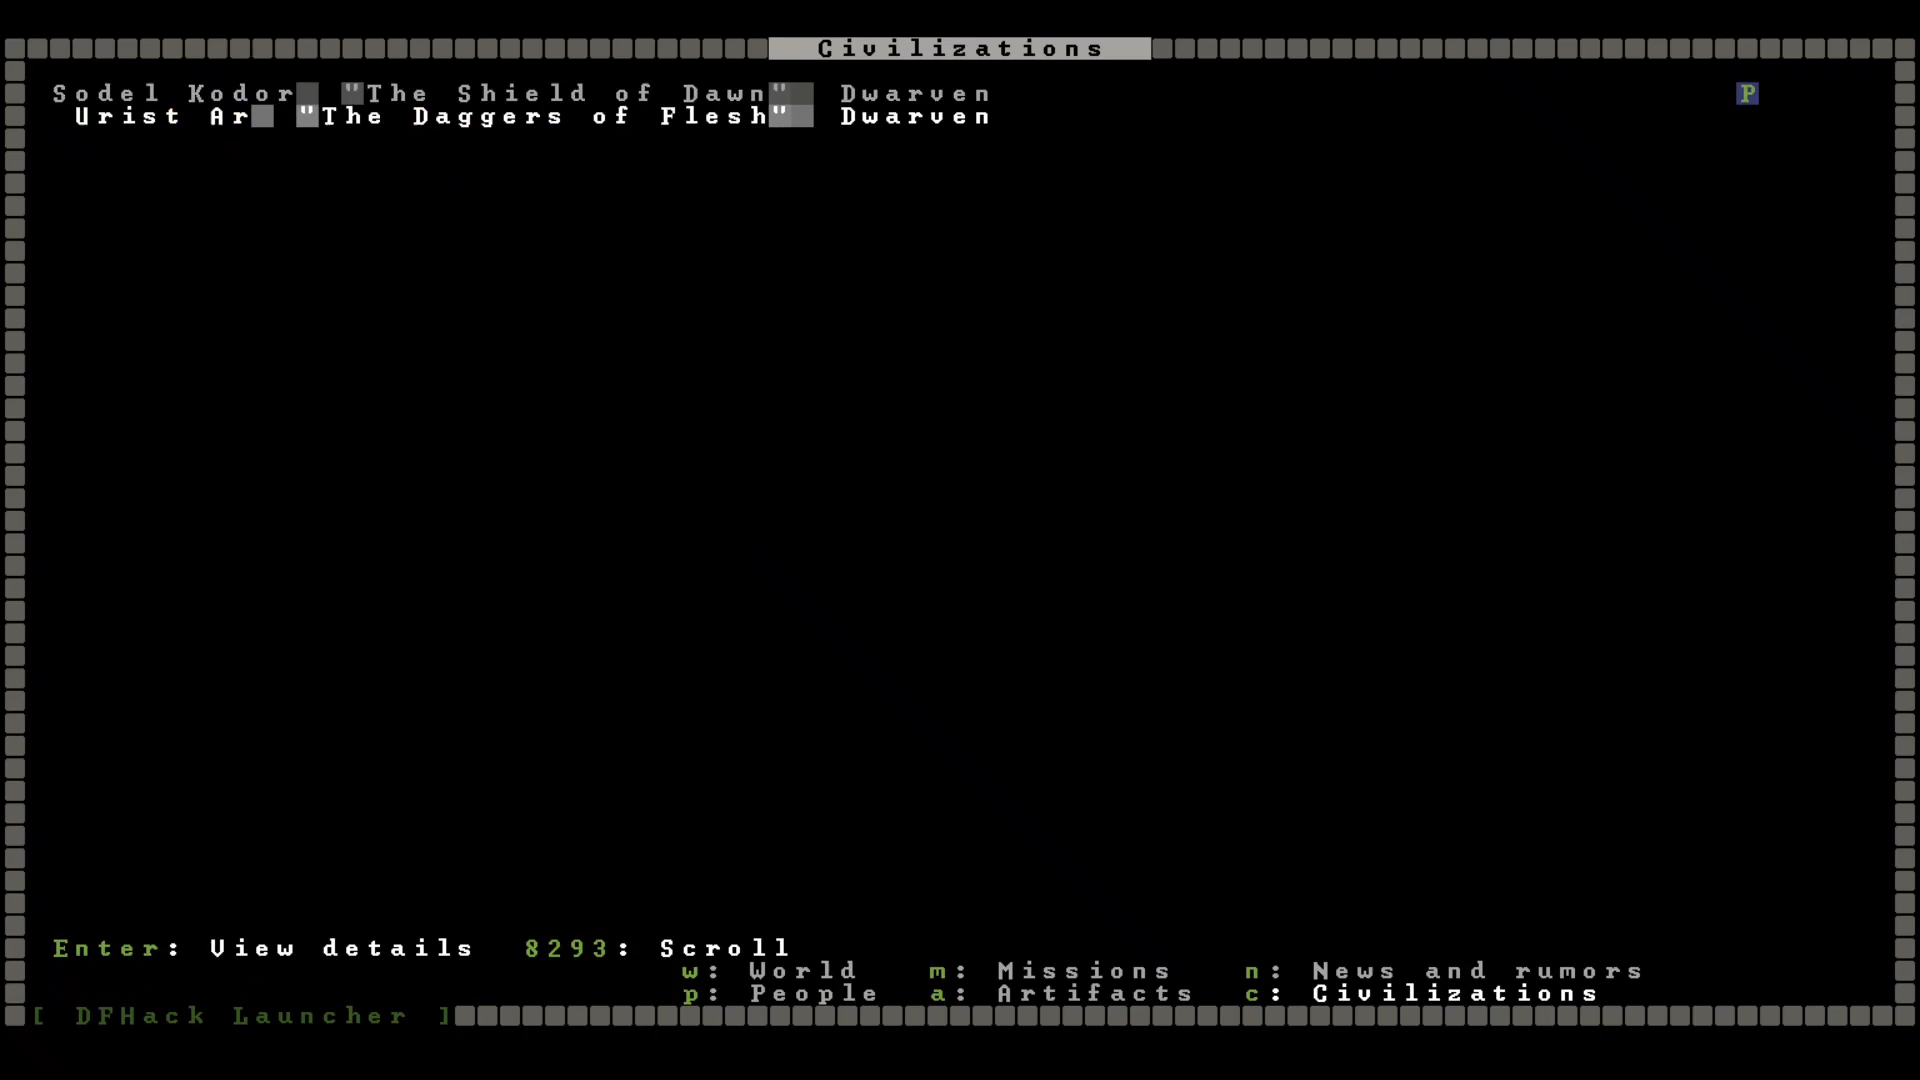 Civilizations
Sodel Kodor "The Shield of Dawn" Dwarven P
Urist Ar "The Daggers of Flesh" Dwarven
Enter: View details 8293: Scroll
w: World m: Missions n: News and rumors
p: People a: Artifacts c: Civilizations
[ DFHack Launcher ]